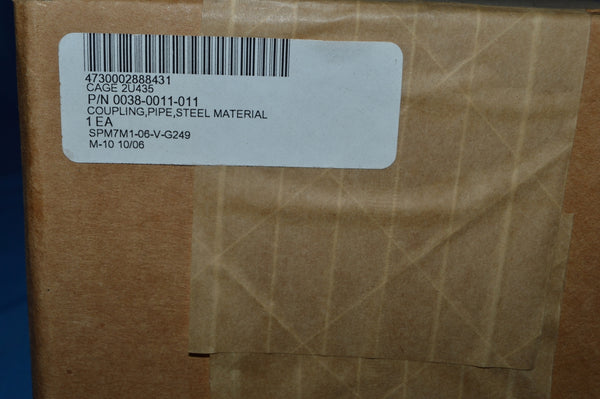 4730002888431
CAGE 2U435
P/N 0038-0011-011
COUPLING,PIPE,STEEL MATERIAL
1 EA
SPM7M1-06-V-G249
M-10 10/06